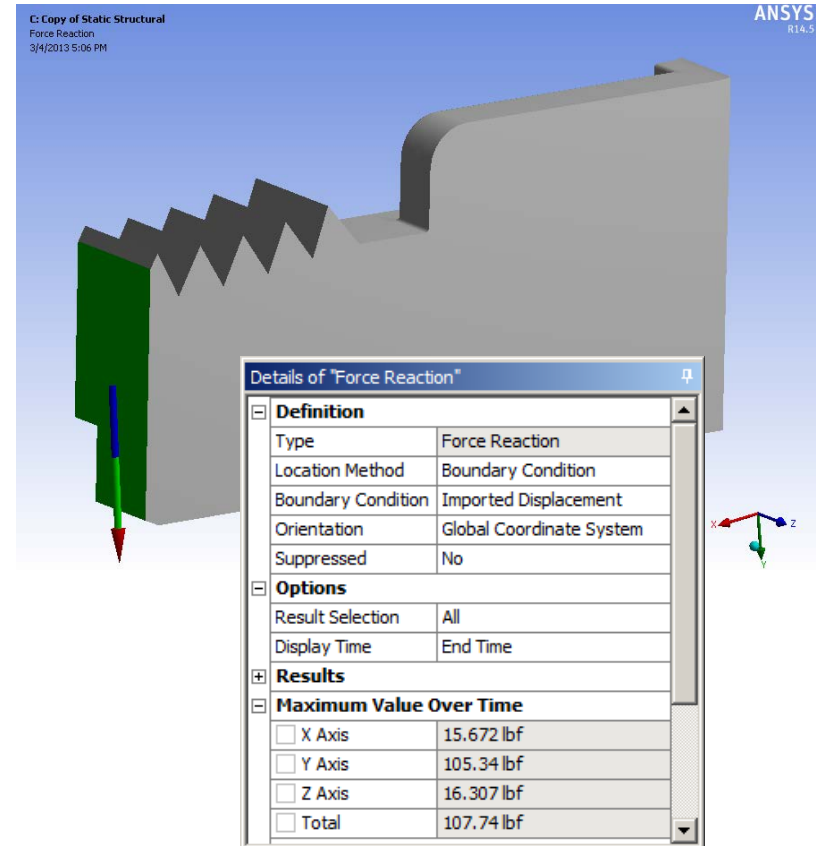 C: Copy of Static Structural
Force Reaction
3/4/2013 5:06 PM
ANSYS
R14.5
Details of "Force Reaction"
Definition
Type Force Reaction
Location Method Boundary Condition
Boundary Condition Imported Displacement
Orientation Global Coordinate System
Suppressed No
Options
Result Selection All
Display Time End Time
Results
Maximum Value Over Time
X Axis 15.672 lbf
Y Axis 105.34 lbf
Z Axis 16.307 lbf
Total 107.74 lbf
X
Z
Y